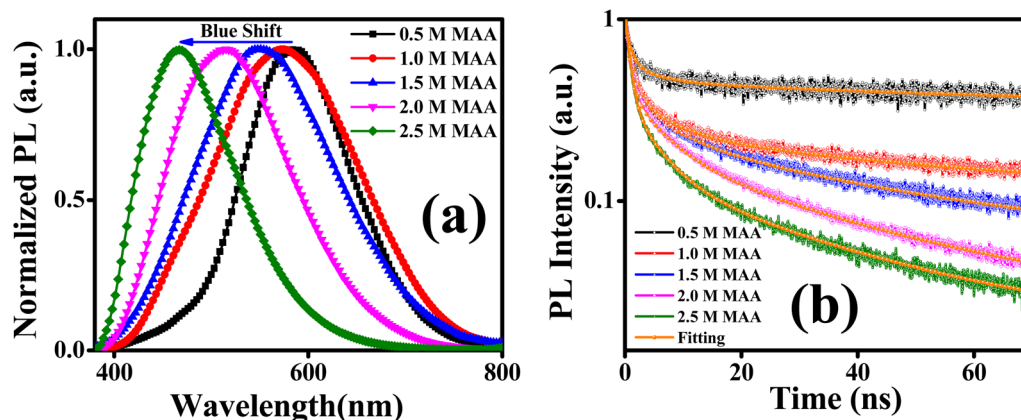 Blue Shift
0.5 M MAA
1.0 M MAA
1.5 M MAA
2.0 M MAA
2.5 M MAA
(a)
Normalized PL (a.u.)
1.0
0.5
0.0
400
600
800
Wavelength(nm)
PL Intensity (a.u.)
1
0.1
0.5 M MAA
1.0 M MAA
1.5 M MAA
2.0 M MAA
2.5 M MAA
Fitting
(b)
0
20
40
60
Time (ns)